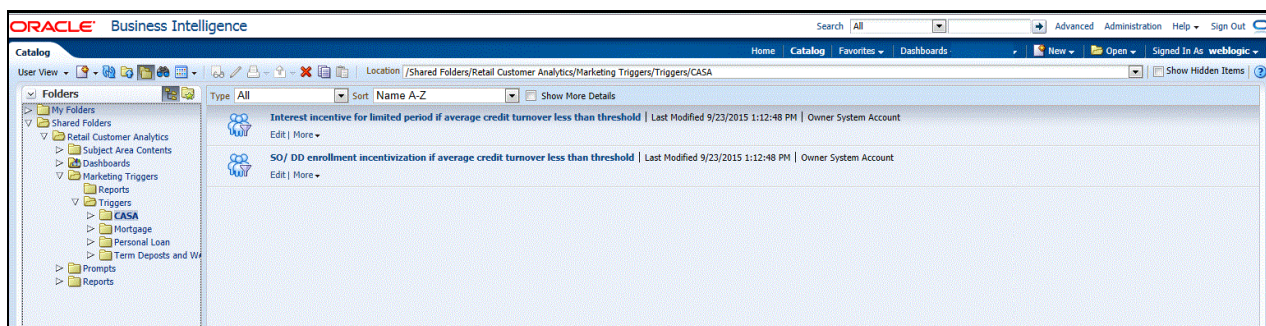 ORACLE Business Intelligence
Search All Advanced Administration Help Sign Out
Catalog
Home Catalog Favorites Dashboards New Open Signed In As weblogic
User View Location /Shared Folders/Retail Customer Analytics/Marketing Triggers/Triggers/CASA Show Hidden Items
Folders
Type All Sort Name A-Z Show More Details
My Folders
Shared Folders
Retail Customer Analytics
Subject Area Contents
Dashboards
Marketing Triggers
Reports
Triggers
CASA
Mortgage
Personal Loan
Term Deposts and W
Prompts
Reports
Interest incentive for limited period if average credit turnover less than threshold | Last Modified 9/23/2015 1:12:48 PM | Owner System Account
Edit | More
SO/ DD enrollment incentivization if average credit turnover less than threshold | Last Modified 9/23/2015 1:12:48 PM | Owner System Account
Edit | More